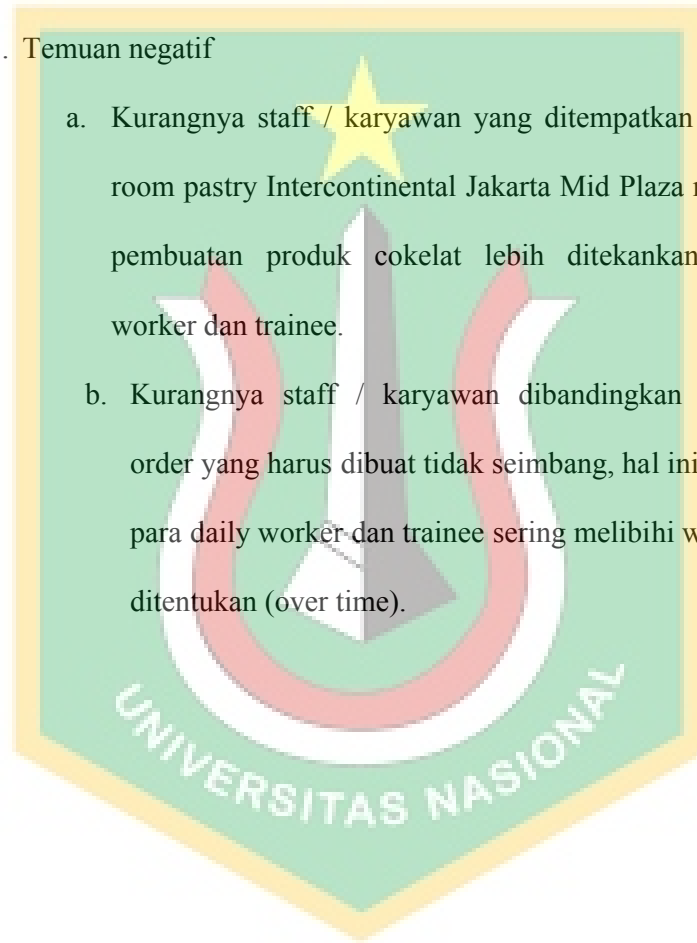 . Temuan negatif
a. Kurangnya staff / karyawan yang ditempatkan
room pastry Intercontinental Jakarta Mid Plaza
pembuatan produk cokelat lebih ditekankan
worker dan trainee.
b. Kurangnya staff / karyawan dibandingkan
order yang harus dibuat tidak seimbang, hal ini
para daily worker dan trainee sering melibihi
ditentukan (over time).
UNIVERSITAS NASIONAL